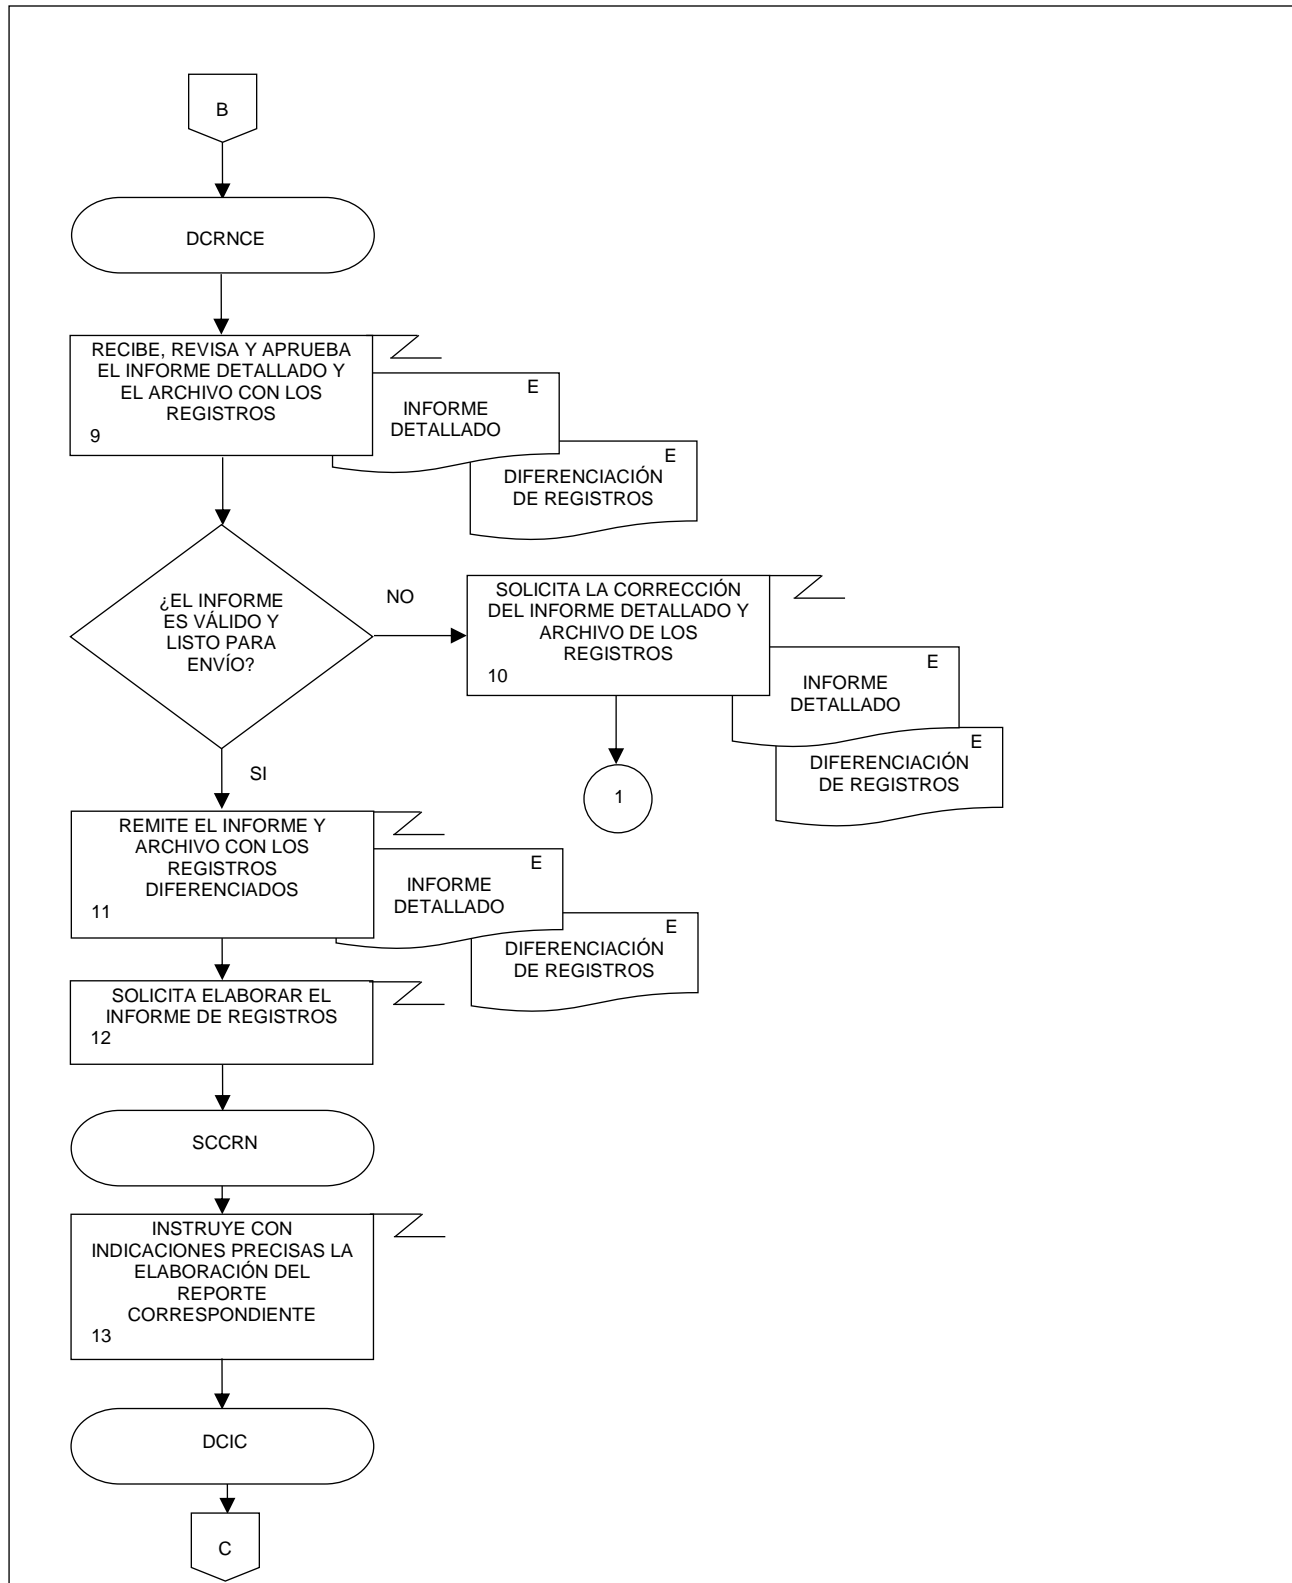 B
DCRNCE
RECIBE, REVISA Y APRUEBA
EL INFORME DETALLADO Y
EL ARCHIVO CON LOS
REGISTROS
9
E
INFORME
DETALLADO
E
DIFERENCIACIÓN
DE REGISTROS
¿EL INFORME
ES VÁLIDO Y
LISTO PARA
ENVÍO?
NO
SOLICITA LA CORRECCIÓN
DEL INFORME DETALLADO Y
ARCHIVO DE LOS
REGISTROS
10
E
INFORME
DETALLADO
E
DIFERENCIACIÓN
DE REGISTROS
1
SI
REMITE EL INFORME Y
ARCHIVO CON LOS
REGISTROS
DIFERENCIADOS
11
E
INFORME
DETALLADO
E
DIFERENCIACIÓN
DE REGISTROS
SOLICITA ELABORAR EL
INFORME DE REGISTROS
12
SCCRN
INSTRUYE CON
INDICACIONES PRECISAS LA
ELABORACIÓN DEL
REPORTE
CORRESPONDIENTE
13
DCIC
C